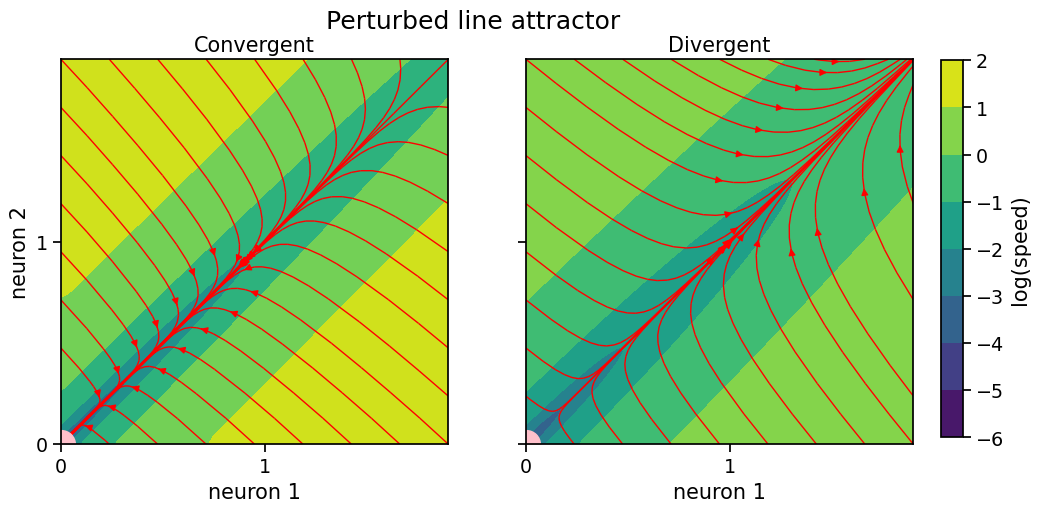 Perturbed line attractor
Convergent
Divergent
neuron 2
1
0
0
1
neuron 1
0
1
neuron 1
2
1
0
−1
−2
−3
−4
−5
−6
log(speed)